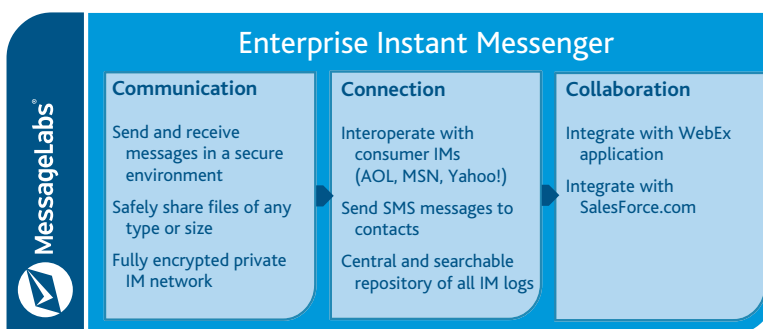 MessageLabs®
Enterprise Instant Messenger
Communication
Send and receive
messages in a secure
environment
Safely share files of any
type or size
Fully encrypted private
IM network
Connection
Interoperate with
consumer IMs
(AOL, MSN, Yahoo!)
Send SMS messages to
contacts
Central and searchable
repository of all IM logs
Collaboration
Integrate with WebEx
application
Integrate with
SalesForce.com